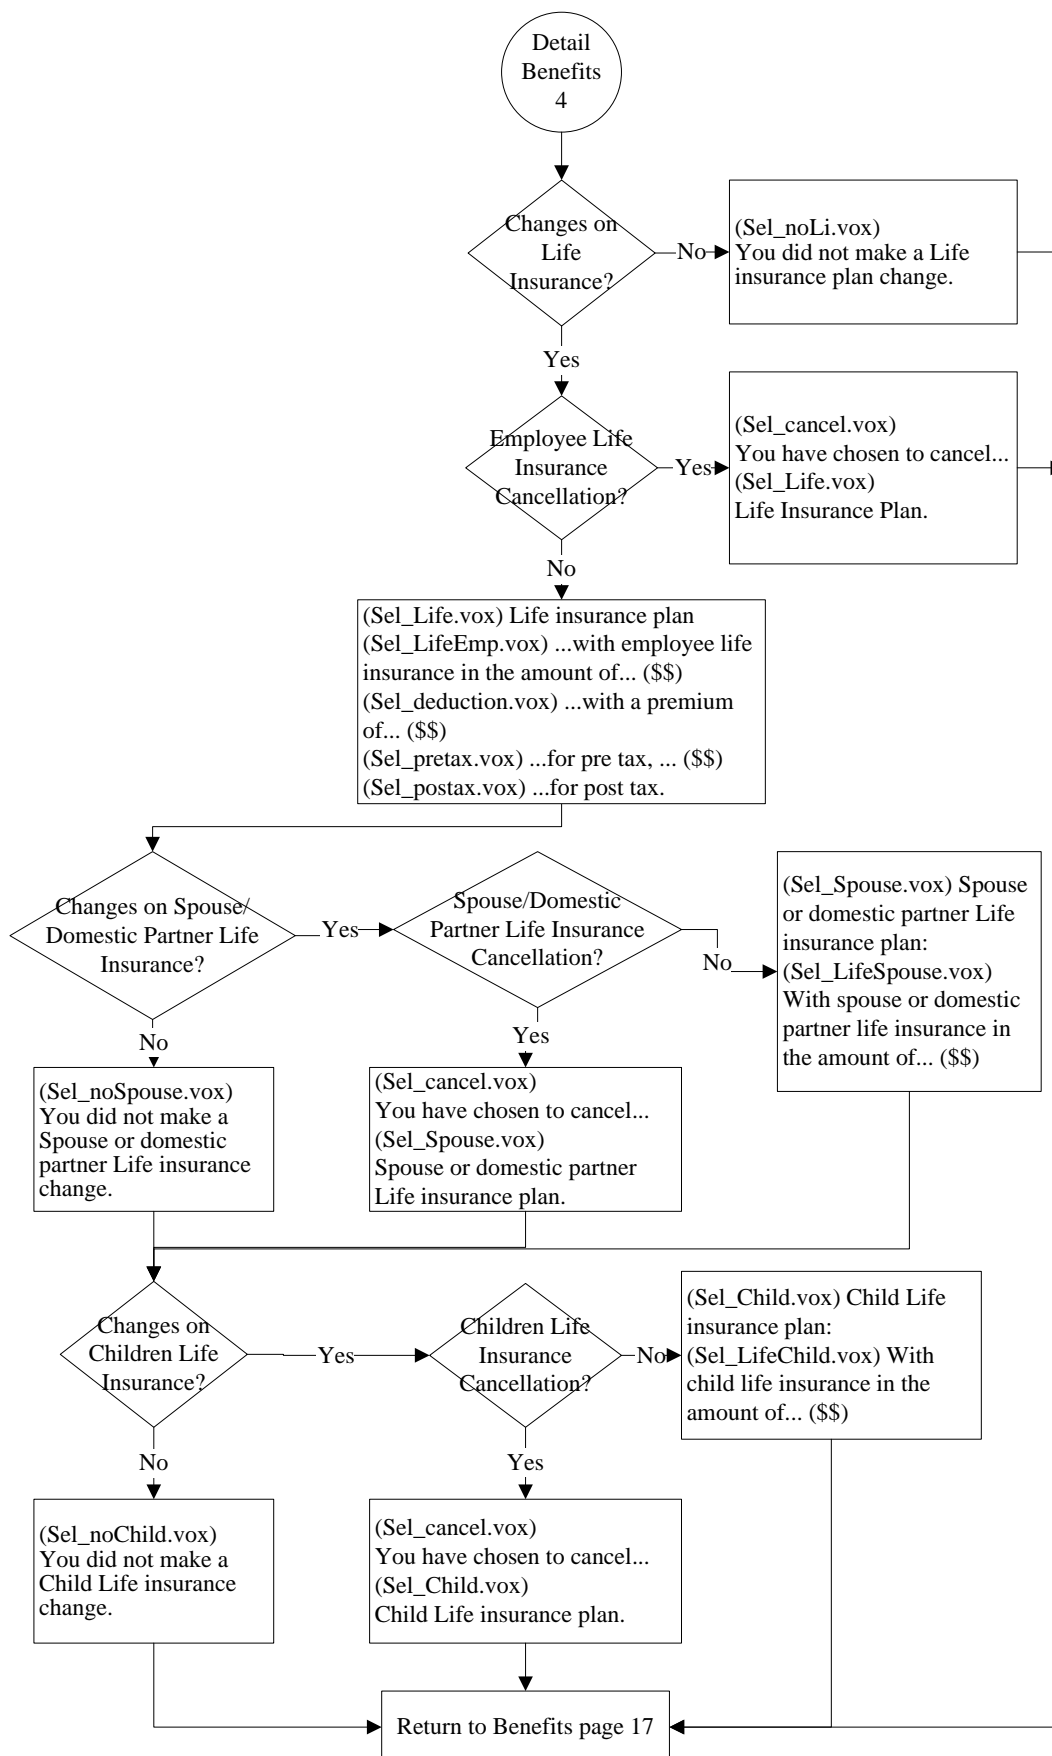 Detail
Benefits
4
Changes on
Life
Insurance?
No
(Sel_noLi.vox)
You did not make a Life
insurance plan change.
Yes
Employee Life
Insurance
Cancellation?
Yes
(Sel_cancel.vox)
You have chosen to cancel...
(Sel_Life.vox)
Life Insurance Plan.
No
(Sel_Life.vox) Life insurance plan
(Sel_LifeEmp.vox) ...with employee life
insurance in the amount of... ($$)
(Sel_deduction.vox) ...with a premium
of... ($$)
(Sel_pretax.vox) ...for pre tax, ... ($$)
(Sel_postax.vox) ...for post tax.
Changes on Spouse/
Domestic Partner Life
Insurance?
Yes
Spouse/Domestic
Partner Life Insurance
Cancellation?
No
(Sel_Spouse.vox) Spouse
or domestic partner Life
insurance plan:
(Sel_LifeSpouse.vox)
With spouse or domestic
partner life insurance in
the amount of... ($$)
No
(Sel_noSpouse.vox)
You did not make a
Spouse or domestic
partner Life insurance
change.
Yes
(Sel_cancel.vox)
You have chosen to cancel...
(Sel_Spouse.vox)
Spouse or domestic partner
Life insurance plan.
Changes on
Children Life
Insurance?
Yes
Children Life
Insurance
Cancellation?
No
(Sel_Child.vox) Child Life
insurance plan:
(Sel_LifeChild.vox) With
child life insurance in the
amount of... ($$)
No
(Sel_noChild.vox)
You did not make a
Child Life insurance
change.
Yes
(Sel_cancel.vox)
You have chosen to cancel...
(Sel_Child.vox)
Child Life insurance plan.
Return to Benefits page 17